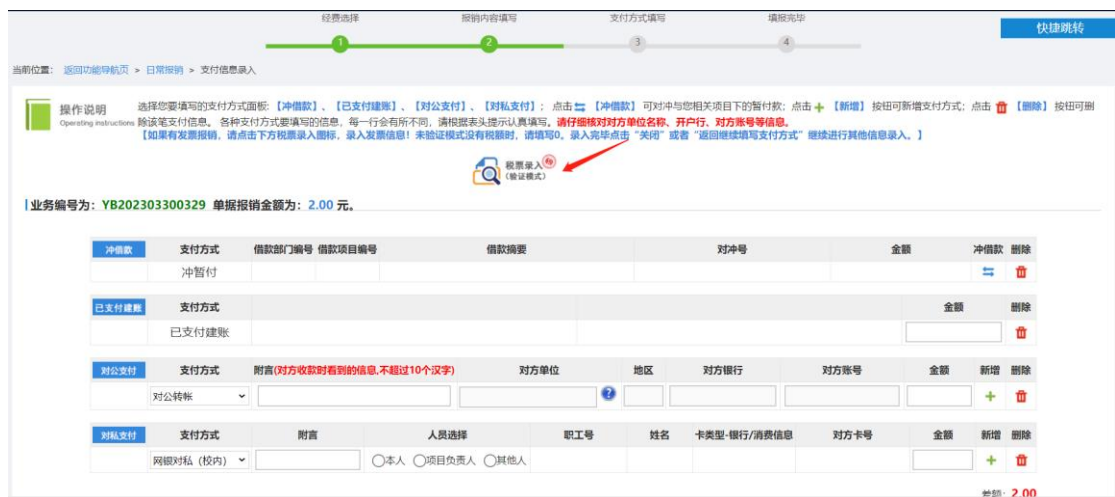 经费选择 报销内容填写 支付方式填写 填报完毕
快捷跳转
1 2 3 4
当前位置： 返回功能导航页 > 日常报销 > 支付信息录入
操作说明 选择您要填写的支付方式面板:【冲借款】、【已支付建账】、【对公支付】、【对私支付】；点击 【冲借款】可对冲与您相关项目下的暂付款；点击 + 【新增】 按钮可新增支付方式；点击 【删除】按钮可删
Operating instructions 除该笔支付信息。 各种支付方式要填写的信息，每一行会有所不同，请根据表头提示认真填写。请仔细核对对方单位名称、开户行、对方账号等信息。
【如果有发票报销，请点击下方税票录入图标，录入发票信息！未验证模式没有税额时，请填写0。录入完毕点击“关闭”或者“返回继续填写支付方式”继续进行其他信息录入。】
税票录入
(验证模式)
业务编号为：YB202303300329 单据报销金额为：2.00 元。
冲借款 支付方式 借款部门编号 借款项目编号 借款摘要 对冲号 金额 冲借款 删除
冲暂付
已支付建账 支付方式 金额 删除
已支付建账
对公支付 支付方式 附言(对方收款时看到的信息,不超过10个汉字) 对方单位 地区 对方银行 对方账号 金额 新增 删除
对公转帐 ?
对私支付 支付方式 附言 人员选择 职工号 姓名 卡类型-银行/消费信息 对方卡号 金额 新增 删除
网银对私（校内） 本人 项目负责人 其他人
差额：2.00